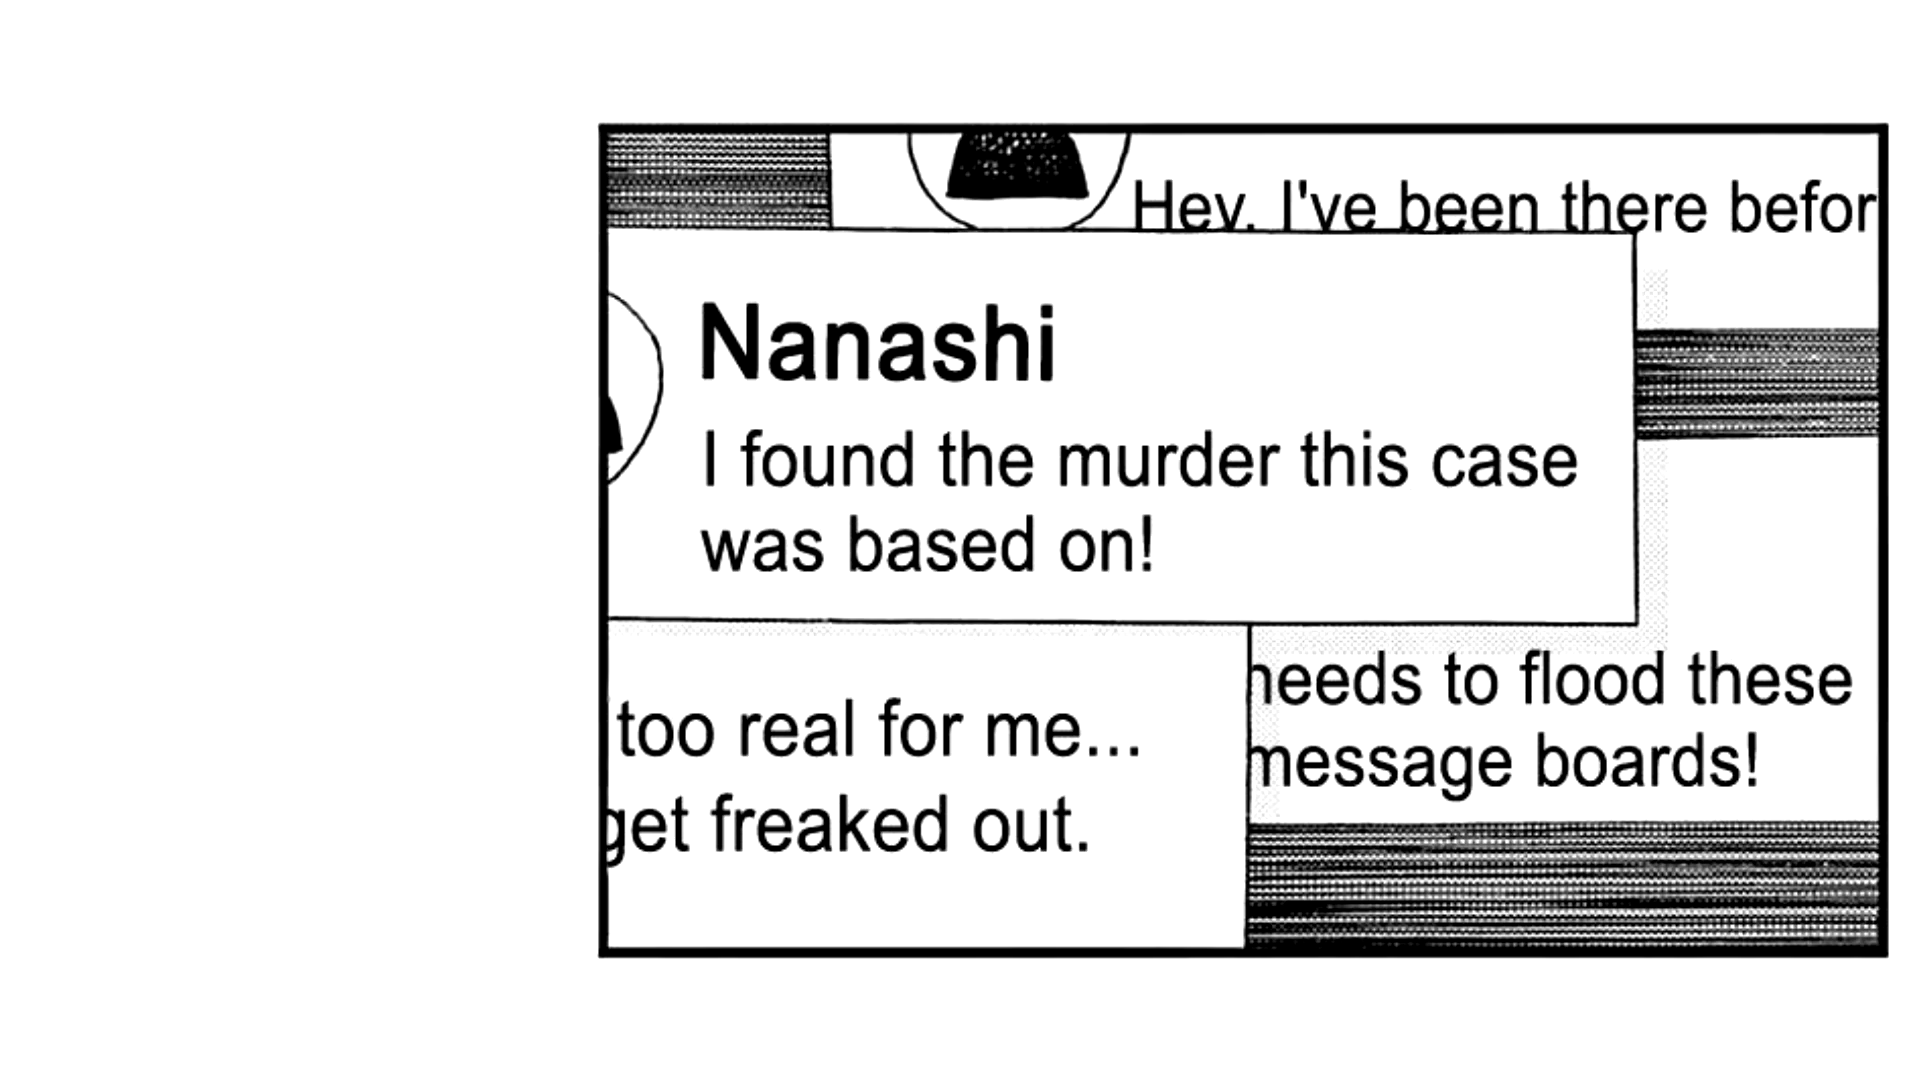 Hey. I've been there befor
Nanashi
I found the murder this case
was based on!
too real for me...
get freaked out.
needs to flood these
message boards!